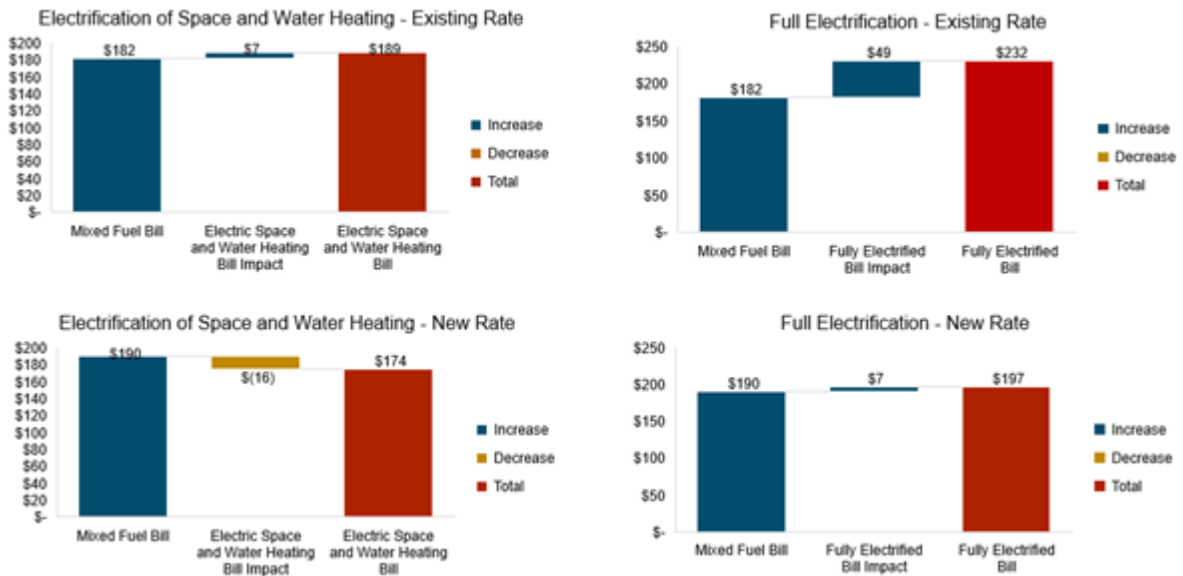 Electrification of Space and Water Heating - Existing Rate
$200
$180
$160
$140
$120
$100
$80
$60
$40
$20
$-
$182
$7
$189
Mixed Fuel Bill
Electric Space
and Water Heating
Bill Impact
Electric Space
and Water Heating
Bill
Increase
Decrease
Total
Full Electrification - Existing Rate
$250
$200
$150
$100
$50
$-
$182
$49
$232
Mixed Fuel Bill
Fully Electrified
Bill Impact
Fully Electrified
Bill
Increase
Decrease
Total
Electrification of Space and Water Heating - New Rate
$200
$180
$160
$140
$120
$100
$80
$60
$40
$20
$-
$190
$(16)
$174
Mixed Fuel Bill
Electric Space
and Water Heating
Bill Impact
Electric Space
and Water Heating
Bill
Increase
Decrease
Total
Full Electrification - New Rate
$250
$200
$150
$100
$50
$-
$190
$7
$197
Mixed Fuel Bill
Fully Electrified
Bill Impact
Fully Electrified
Bill
Increase
Decrease
Total